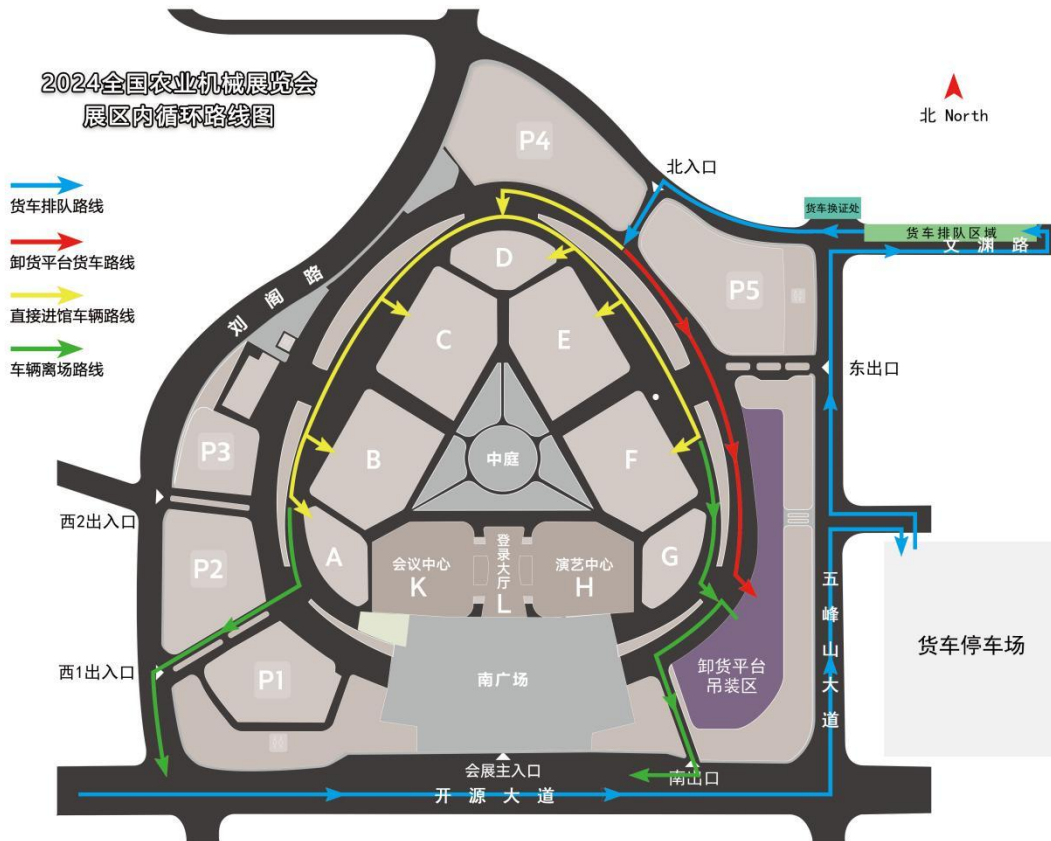 2024全国农业机械展览会
展区内循环路线图
北 North
货车排队路线
卸货平台货车路线
直接进馆车辆路线
车辆离场路线
P4
北入口
货车换证处
货车排队区域
文渊路
刘阁路
D
P5
C
E
东出口
P3
B
中庭
F
西2出入口
P2
A
会议中心
K
登录大厅
L
演艺中心
H
G
五峰山大道
货车停车场
西1出入口
P1
南广场
卸货平台
吊装区
会展主入口
南出口
开源大道